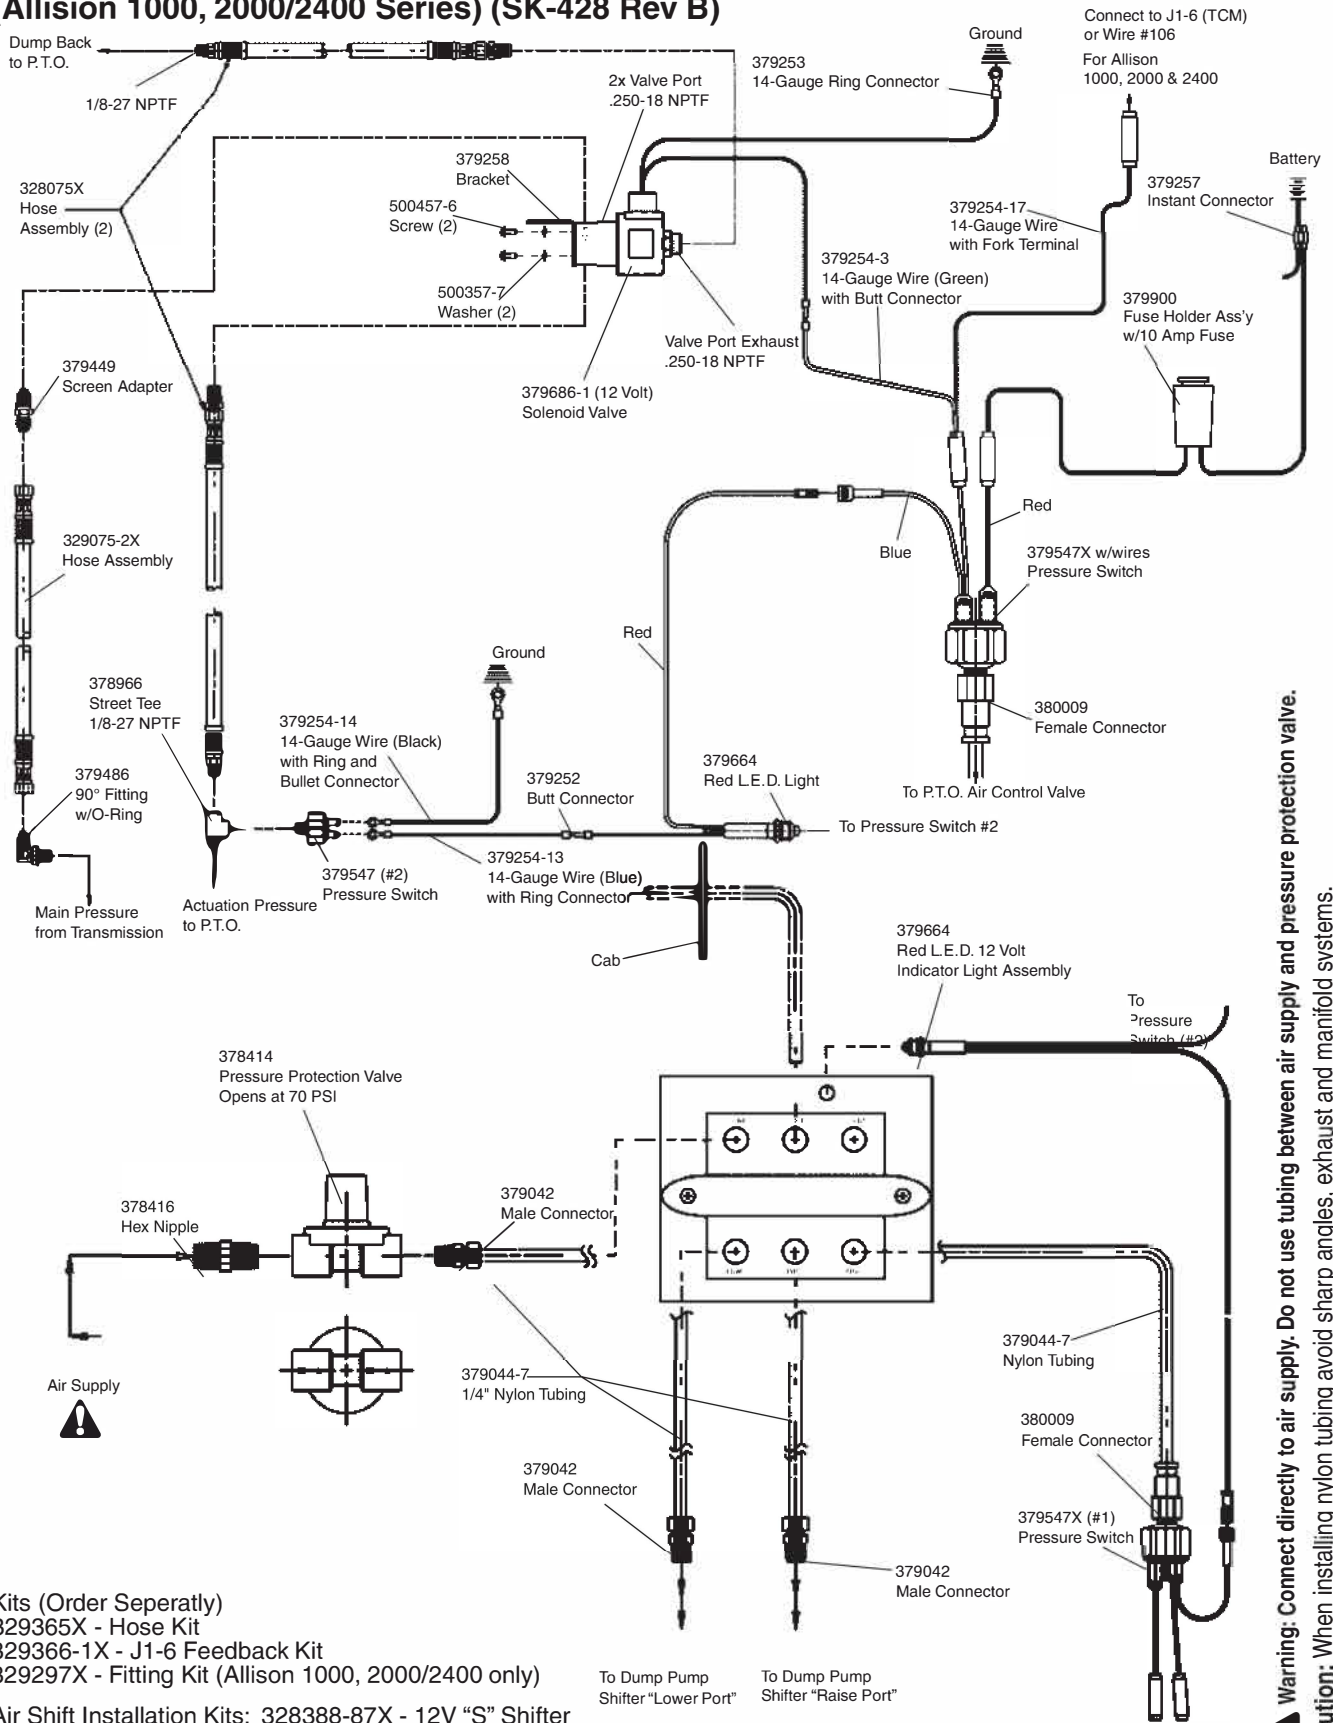 (Allision 1000, 2000/2400 Series) (SK-428 Rev B)
Dump Back
to P.T.O.
1/8-27 NPTF
2x Valve Port
.250-18 NPTF
379253
14-Gauge Ring Connector
Ground
Connect to J1-6 (TCM)
or Wire #106
For Allison
1000, 2000 & 2400
Battery
379258
Bracket
500457-6
Screw (2)
328075X
Hose
Assembly (2)
379257
Instant Connector
379254-17
14-Gauge Wire
with Fork Terminal
379254-3
14-Gauge Wire (Green)
with Butt Connector
500357-7
Washer (2)
379900
Fuse Holder Ass'y
w/10 Amp Fuse
Valve Port Exhaust
.250-18 NPTF
379449
Screen Adapter
379686-1 (12 Volt)
Solenoid Valve
329075-2X
Hose Assembly
Red
Blue
379547X w/wires
Pressure Switch
Red
Ground
378966
Street Tee
1/8-27 NPTF
379254-14
14-Gauge Wire (Black)
with Ring and
Bullet Connector
380009
Female Connector
379486
90° Fitting
w/O-Ring
379252
Butt Connector
379664
Red L.E.D. Light
To P.T.O. Air Control Valve
To Pressure Switch #2
379547 (#2)
Pressure Switch
379254-13
14-Gauge Wire (Blue)
with Ring Connector
Main Pressure
from Transmission
Actuation Pressure
to P.T.O.
Cab
379664
Red L.E.D. 12 Volt
Indicator Light Assembly
To
Pressure
Switch (#2)
378414
Pressure Protection Valve
Opens at 70 PSI
378416
Hex Nipple
379042
Male Connector
Air Supply
379044-7
1/4" Nylon Tubing
379044-7
Nylon Tubing
380009
Female Connector
379042
Male Connector
379547X (#1)
Pressure Switch
379042
Male Connector
To Dump Pump
Shifter "Lower Port"
To Dump Pump
Shifter "Raise Port"
Kits (Order Seperatly)
329365X - Hose Kit
329366-1X - J1-6 Feedback Kit
329297X - Fitting Kit (Allison 1000, 2000/2400 only)
Air Shift Installation Kits: 328388-87X - 12V "S" Shifter
Warning: Connect directly to air supply. Do not use tubing between air supply and pressure protection valve.
ution: When installing nylon tubing avoid sharp angles, exhaust and manifold systems.